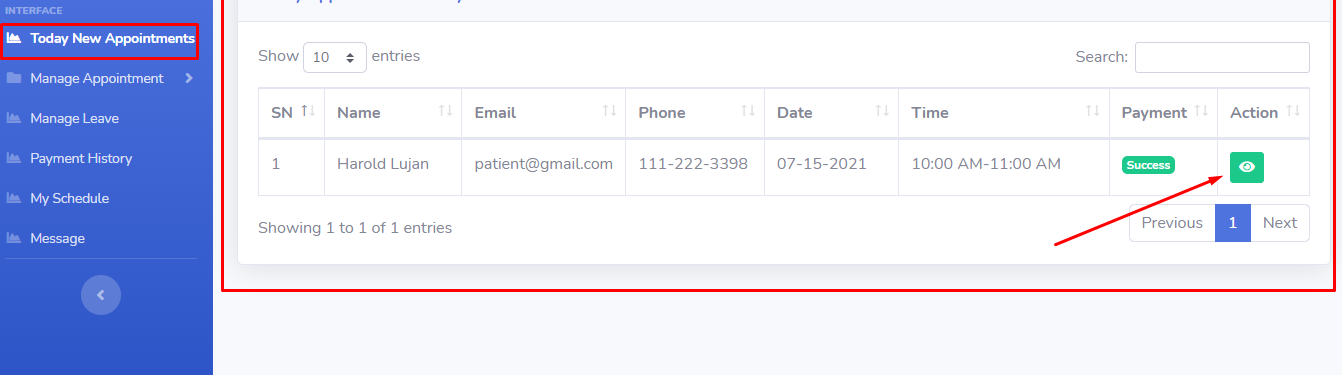 INTERFACE
Today New Appointments
Manage Appointment
Manage Leave
Payment History
My Schedule
Message
Show 10 entries
Search:
SN Name Email Phone Date Time Payment Action
1 Harold Lujan patient@gmail.com 111-222-3398 07-15-2021 10:00 AM-11:00 AM Success
Showing 1 to 1 of 1 entries
Previous 1 Next